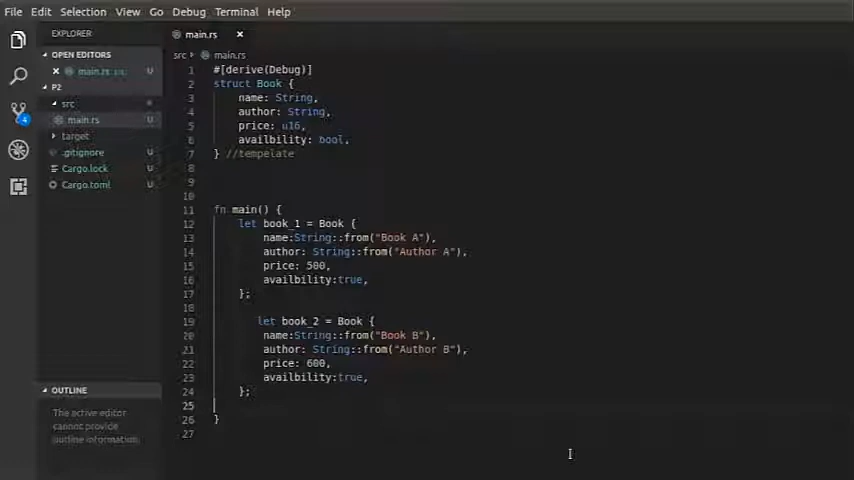 File Edit Selection View Go Debug Terminal Help
EXPLORER
OPEN EDITORS
main.rs src U
P2
src
main.rs U
target
.gitignore U
Cargo.lock U
Cargo.toml U
4
OUTLINE
The active editor
cannot provide
outline information.
main.rs
src main.rs
1 #[derive(Debug)]
2 struct Book {
3 name: String,
4 author: String,
5 price: u16,
6 availbility: bool,
7 } //tempelate
8
9
10
11 fn main() {
12 let book_1 = Book {
13 name:String::from("Book A"),
14 author: String::from("Author A"),
15 price: 500,
16 availbility:true,
17 };
18
19 let book_2 = Book {
20 name:String::from("Book B"),
21 author: String::from("Author B"),
22 price: 600,
23 availbility:true,
24 };
25
26 }
27